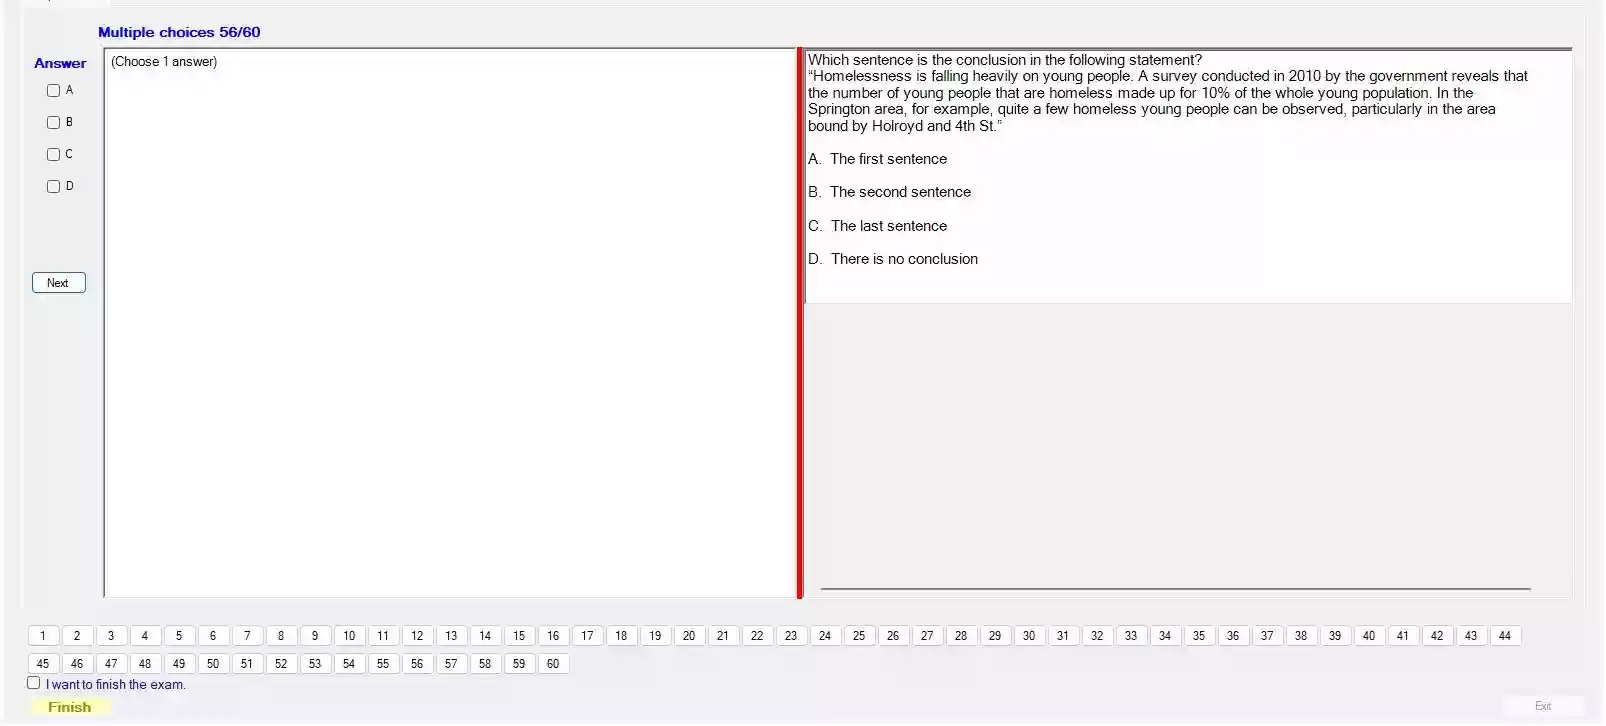 Multiple choices 56/60
Answer
(Choose 1 answer)
A
B
C
D
Next
Which sentence is the conclusion in the following statement?
“Homelessness is falling heavily on young people. A survey conducted in 2010 by the government reveals that
the number of young people that are homeless made up for 10% of the whole young population. In the
Springton area, for example, quite a few homeless young people can be observed, particularly in the area
bound by Holroyd and 4th St.”
A. The first sentence
B. The second sentence
C. The last sentence
D. There is no conclusion
1 2 3 4 5 6 7 8 9 10 11 12 13 14 15 16 17 18 19 20 21 22 23 24 25 26 27 28 29 30 31 32 33 34 35 36 37 38 39 40 41 42 43 44
45 46 47 48 49 50 51 52 53 54 55 56 57 58 59 60
I want to finish the exam.
Finish
Exit